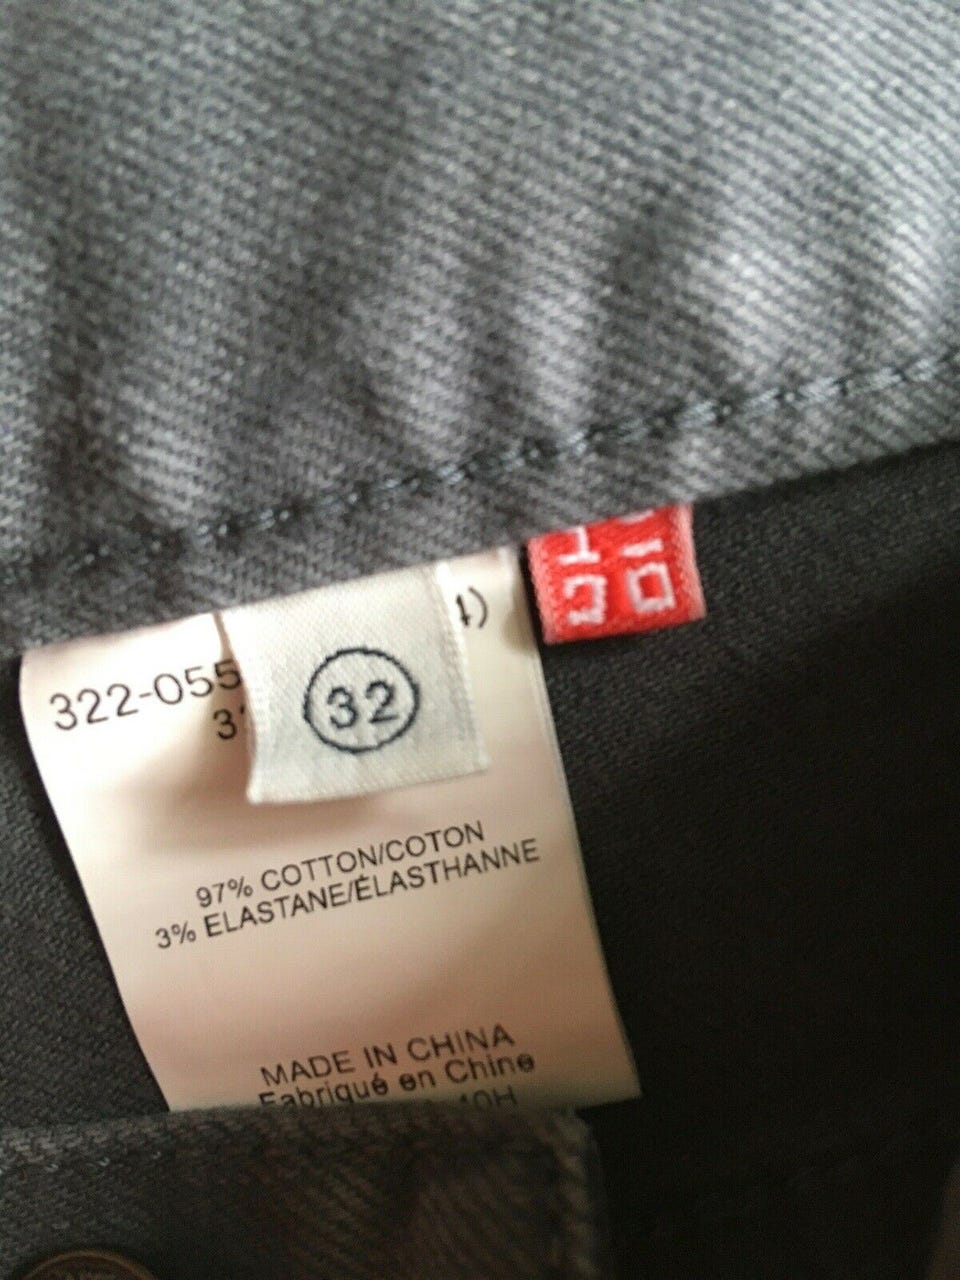 322-055
32
97% COTTON/COTON
3% ELASTANE/ÉLASTHANNE
MADE IN CHINA
Fabriqué en Chine